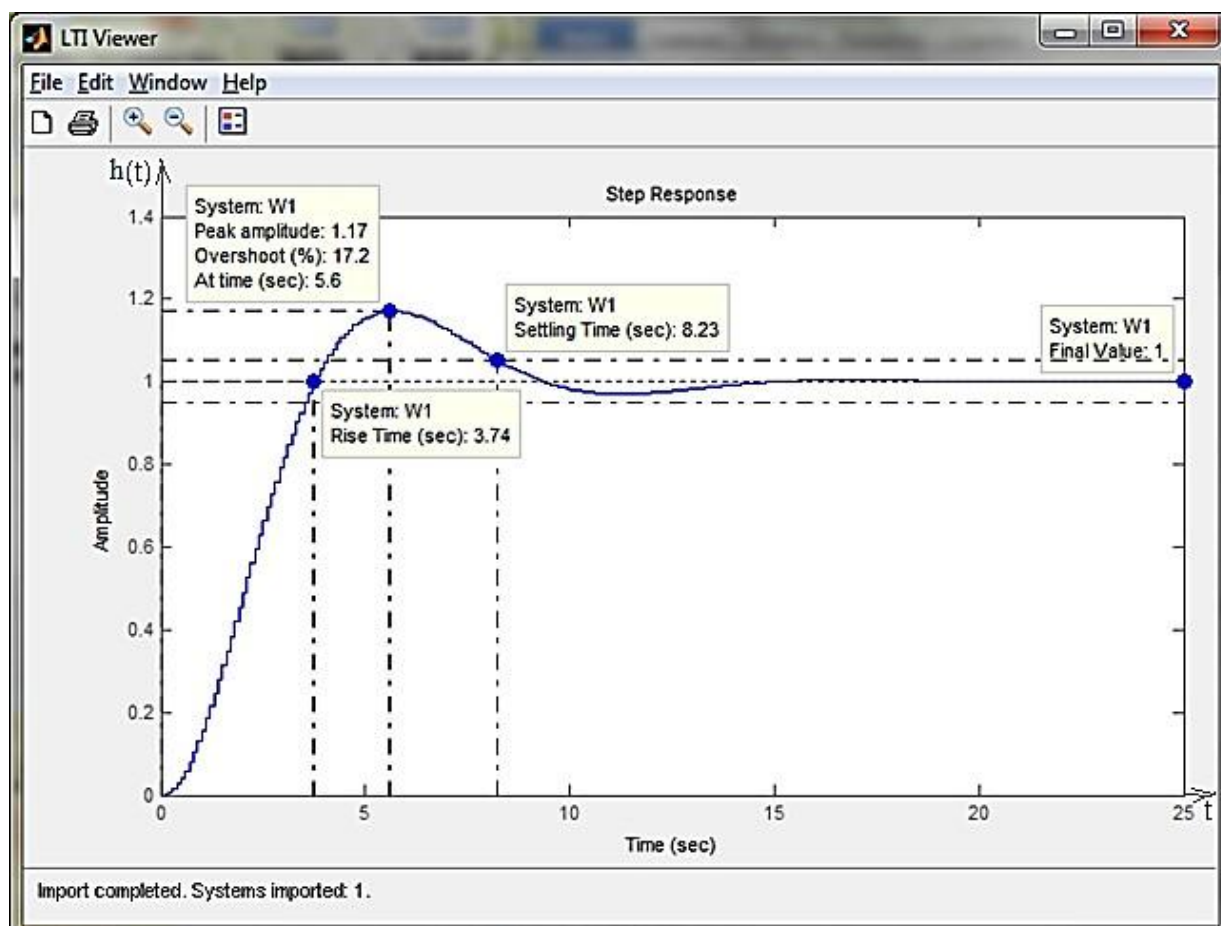 LTI Viewer
File Edit Window Help
h(t)
Step Response
System: W1
Peak amplitude: 1.17
Overshoot (%): 17.2
At time (sec): 5.6
System: W1
Settling Time (sec): 8.23
System: W1
Final Value: 1
System: W1
Rise Time (sec): 3.74
1.4
1.2
1
0.8
0.6
0.4
0.2
0
Amplitude
0 5 10 15 20 25 t
Time (sec)
Import completed. Systems imported: 1.